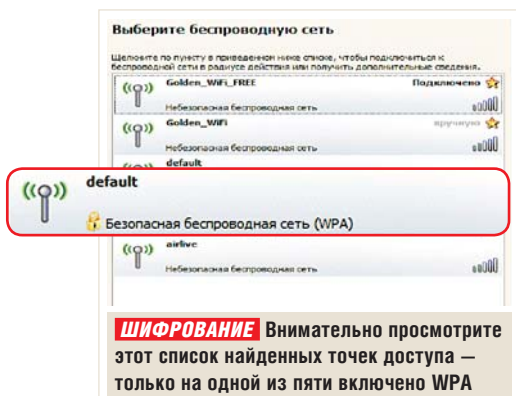 Выберите беспроводную сеть
Щелкните по пункту в приведенном ниже списке, чтобы подключиться к
беспроводной сети в радиусе действия или получить дополнительные сведения.
Golden_WiFi_FREE Подключено
Небезопасная беспроводная сеть
Golden_WiFi вручную
Небезопасная беспроводная сеть
default
default
Безопасная беспроводная сеть (WPA)
airlive
Небезопасная беспроводная сеть
ШИФРОВАНИЕ Внимательно просмотрите
этот список найденных точек доступа —
только на одной из пяти включено WPA